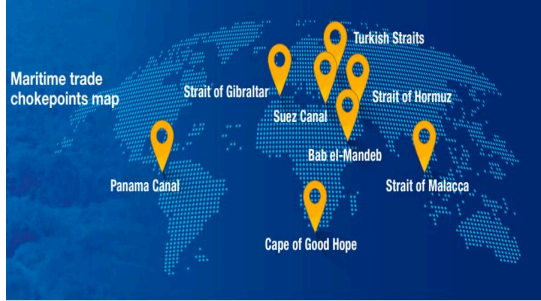 Maritime trade
chokepoints map
Turkish Straits
Strait of Gibraltar
Strait of Hormuz
Suez Canal
Bab el-Mandeb
Panama Canal
Strait of Malacca
Cape of Good Hope